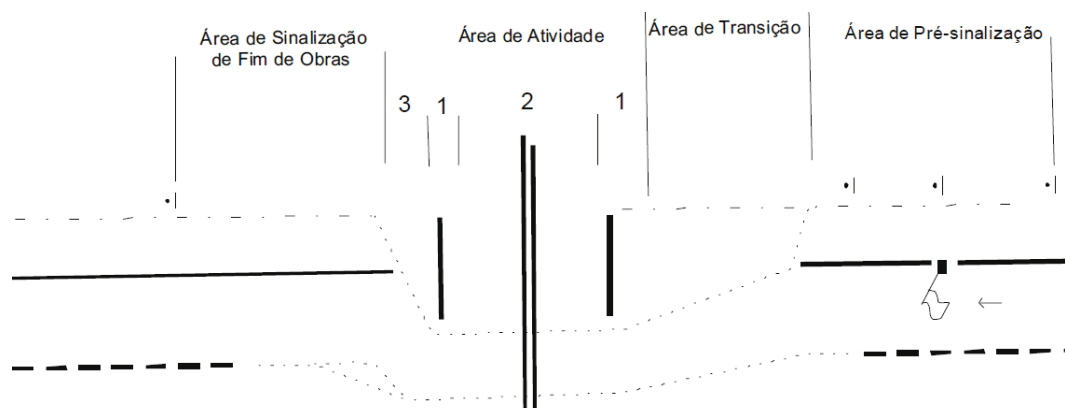 Área de Sinalização
de Fim de Obras
Área de Atividade
Área de Transição
Área de Pré-sinalização
3
1
2
1